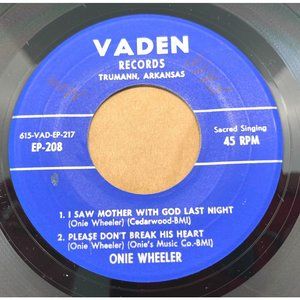 VADEN
RECORDS
TRUMANN, ARKANSAS
615-VAD-EP-217
EP-208
Sacred Singing
45 RPM
1. I SAW MOTHER WITH GOD LAST NIGHT
(Onie Wheeler) (Cedarwood-BMI)
2. PLEASE DON'T BREAK HIS HEART
(Onie Wheeler) (Onie's Music Co.-BMI)
ONIE WHEELER